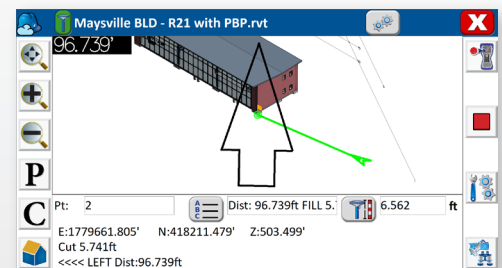 Maysville BLD - R21 with PBP.rvt
X
96.739'
P
C
Pt: 2
A
B
C
Dist: 96.739ft FILL 5.
6.562 ft
E:1779661.805' N:418211.479' Z:503.499'
Cut 5.741ft
<<<< LEFT Dist:96.739ft